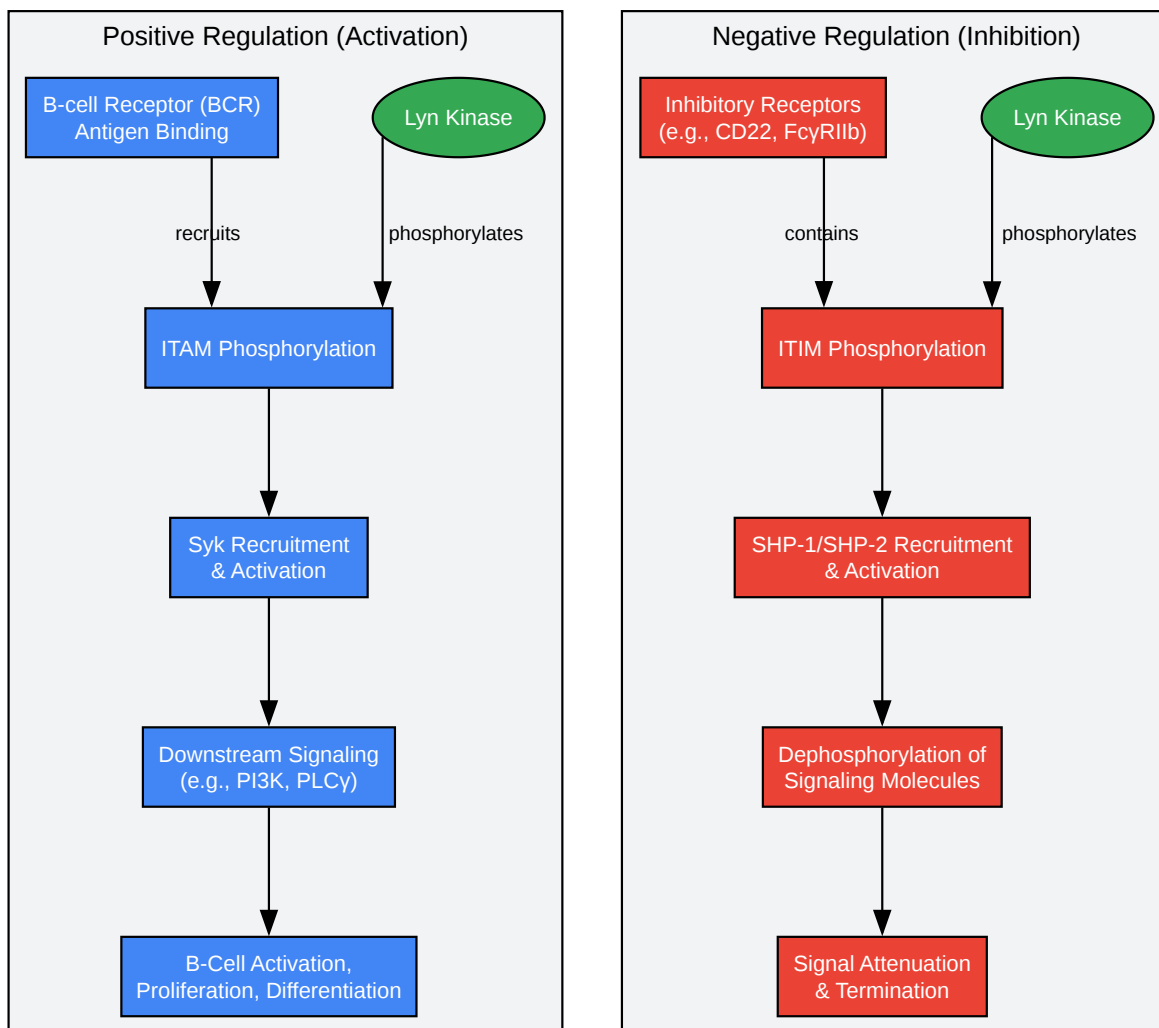 Positive Regulation (Activation)
B-cell Receptor (BCR)
Antigen Binding
Lyn Kinase
recruits
phosphorylates
ITAM Phosphorylation
Syk Recruitment
& Activation
Downstream Signaling
(e.g., PI3K, PLCγ)
B-Cell Activation,
Proliferation, Differentiation
Negative Regulation (Inhibition)
Inhibitory Receptors
(e.g., CD22, FcγRIIb)
Lyn Kinase
contains
phosphorylates
ITIM Phosphorylation
SHP-1/SHP-2 Recruitment
& Activation
Dephosphorylation of
Signaling Molecules
Signal Attenuation
& Termination